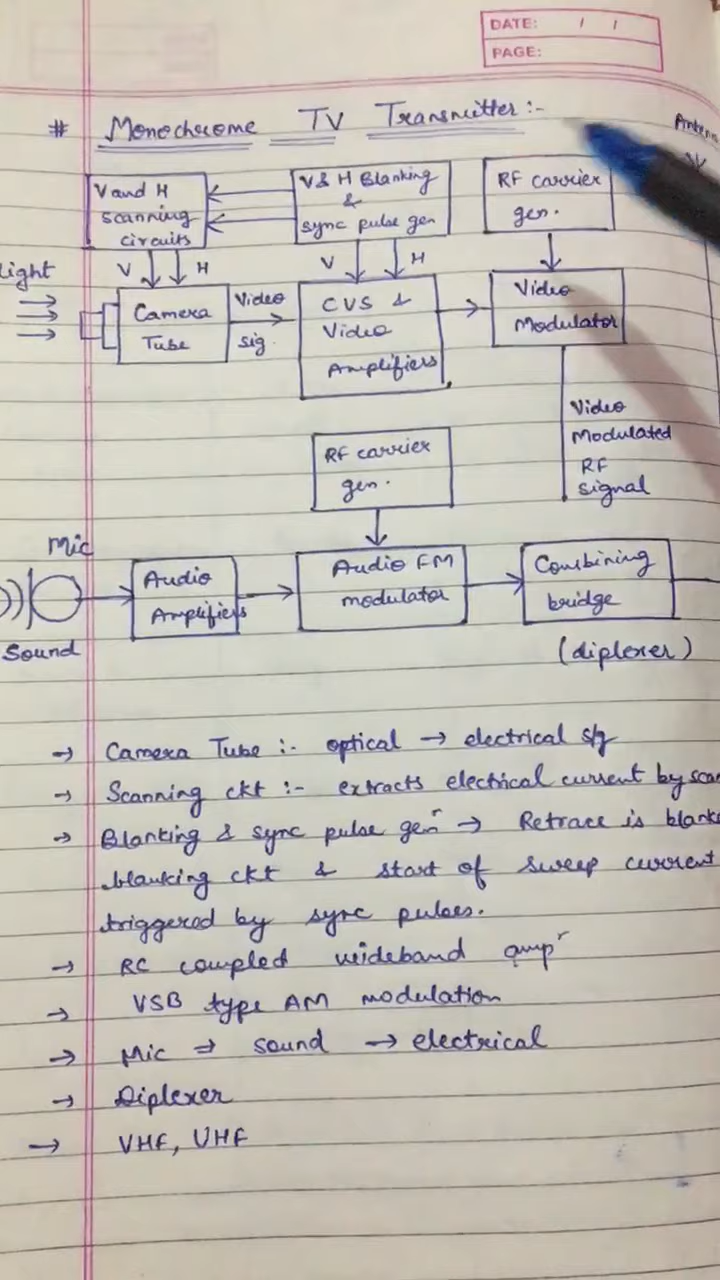 DATE: / /
PAGE:
# Monochrome TV Transmitter :-
V and H
scanning
circuits
V & H Blanking
&
sync pulse gen
RF carrier
gen.
V H
V H
Light
Camera
Tube
Video
sig.
CVS &
Video
Amplifiers
Video
Modulator
Video
Modulated
RF
signal
RF carrier
gen.
Mic
Sound
Audio
Amplifiers
Audio FM
modulator
Combining
bridge
(diplexer)
→ Camera Tube :- optical → electrical s/g
→ Scanning ckt :- extracts electrical current by
→ Blanking & sync pulse genr → Retrace is
blanking ckt & start of sweep current
triggered by sync pulses.
→ RC coupled wideband ampr
→ VSB type AM modulation
→ Mic ⇒ sound → electrical
→ Diplexer
→ VHF, UHF